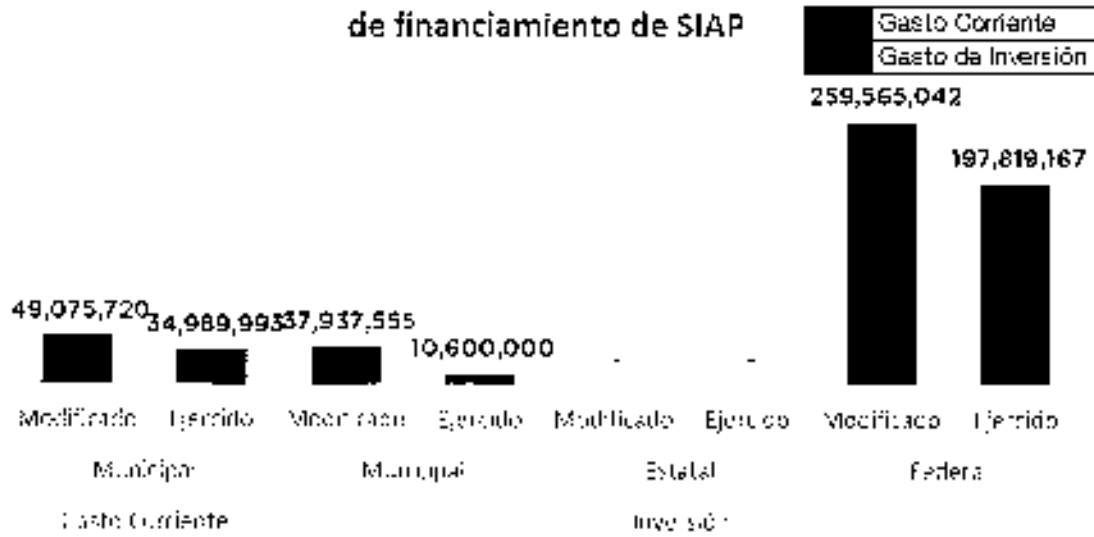 de financiamiento de SIAP
Gasto Corriente
Gasto de Inversión
259,565,042
197,819,167
49,075,720
34,989,993
37,937,555
10,600,000
- -
Modificado Ejercido Modificado Ejercido Modificado Ejercido Modificado Ejercido
Municipal Municipal Estatal Federal
Gasto Corriente Inversión